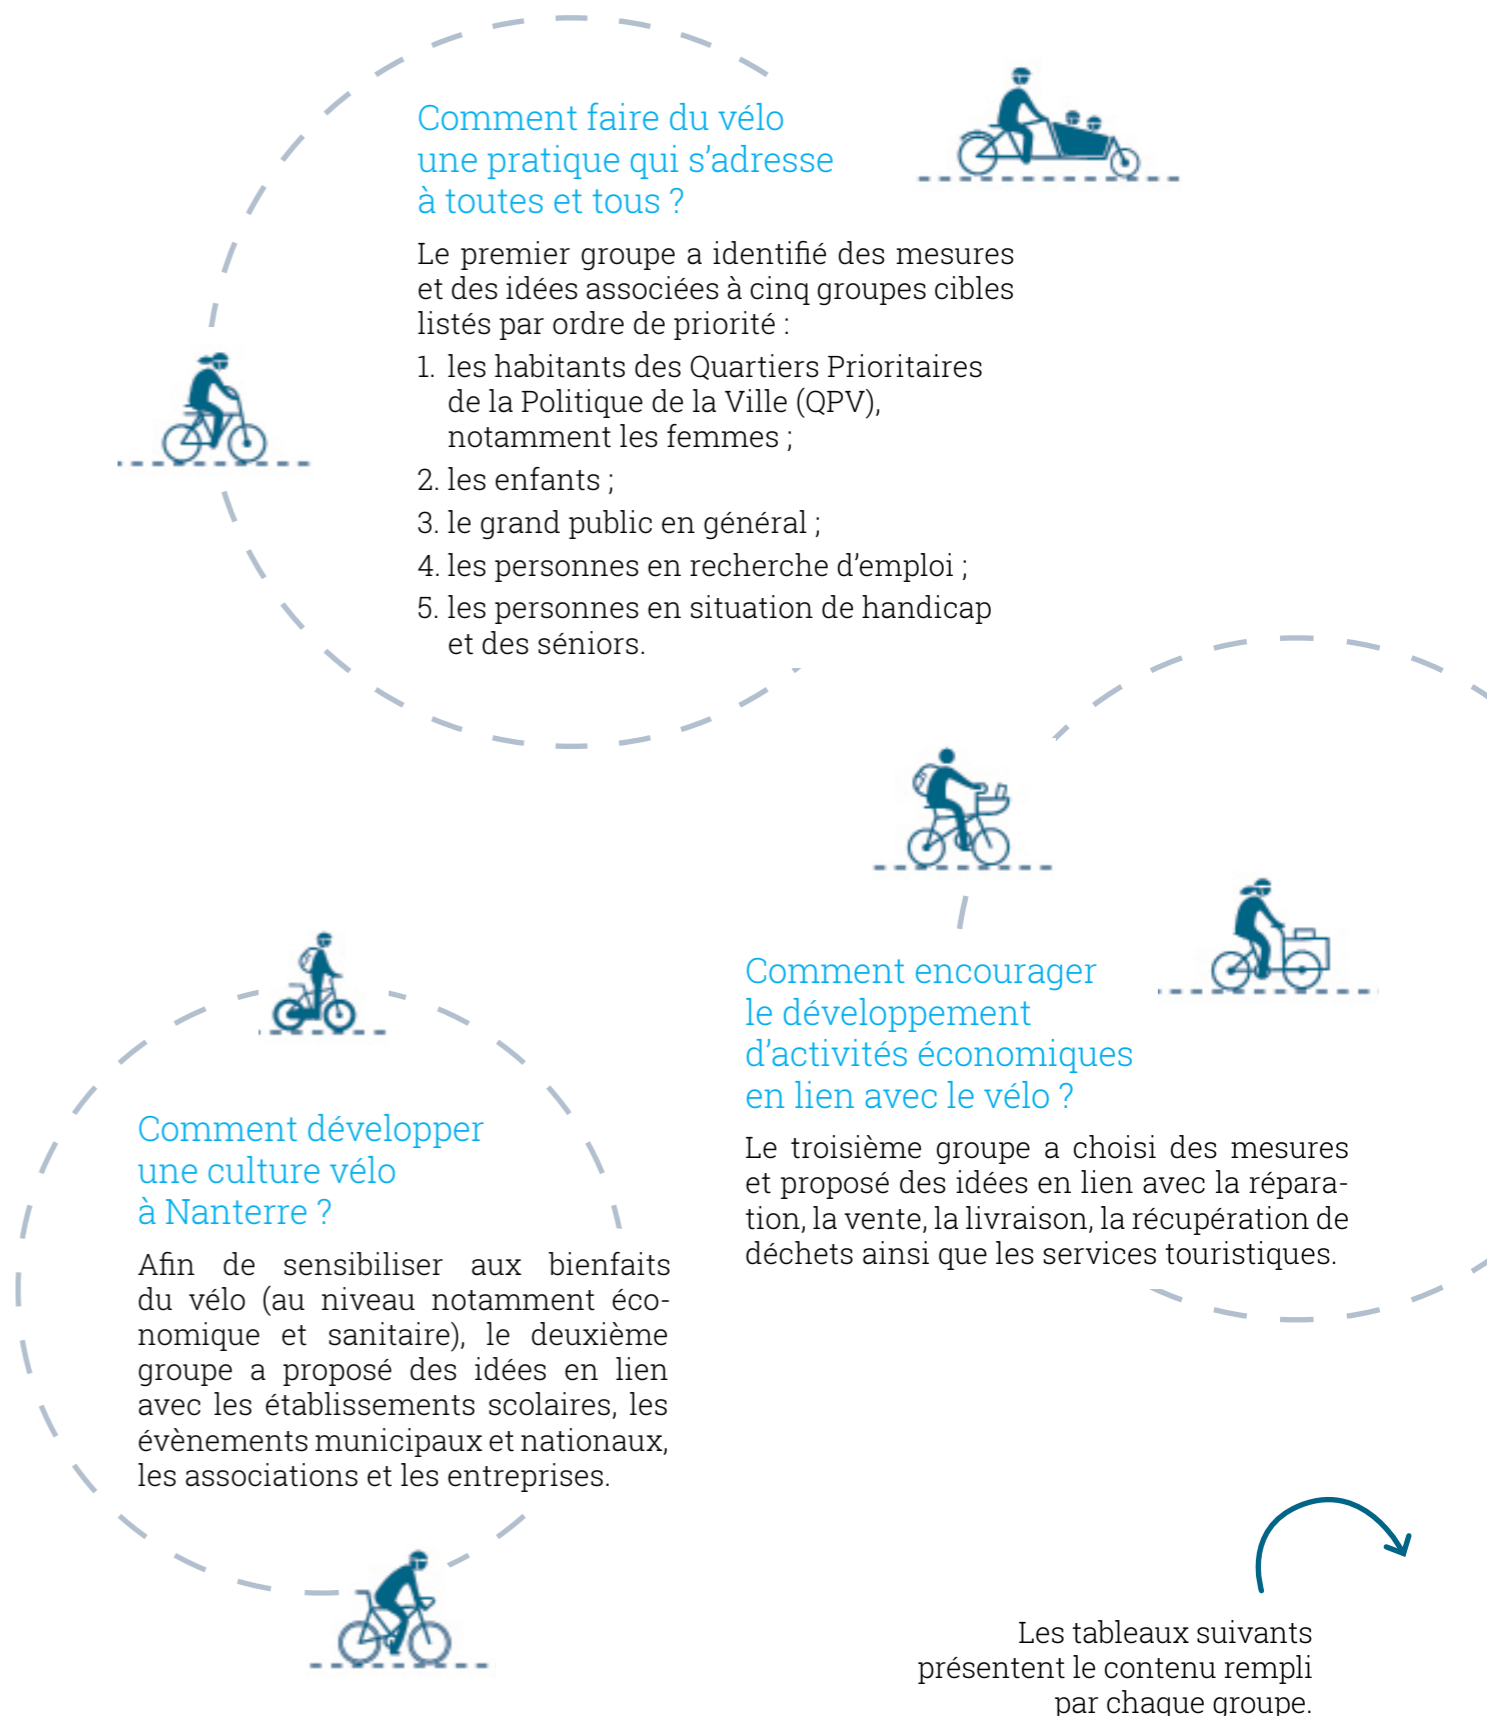 Comment faire du vélo
une pratique qui s’adresse
à toutes et tous ?
Le premier groupe a identifié des mesures
et des idées associées à cinq groupes cibles
listés par ordre de priorité :
1. les habitants des Quartiers Prioritaires
de la Politique de la Ville (QPV),
notamment les femmes ;
2. les enfants ;
3. le grand public en général ;
4. les personnes en recherche d’emploi ;
5. les personnes en situation de handicap
et des séniors.
Comment développer
une culture vélo
à Nanterre ?
Afin de sensibiliser aux bienfaits
du vélo (au niveau notamment éco-
nomique et sanitaire), le deuxième
groupe a proposé des idées en lien
avec les établissements scolaires, les
évènements municipaux et nationaux,
les associations et les entreprises.
Comment encourager
le développement
d’activités économiques
en lien avec le vélo ?
Le troisième groupe a choisi des mesures
et proposé des idées en lien avec la répara-
tion, la vente, la livraison, la récupération de
déchets ainsi que les services touristiques.
Les tableaux suivants
présentent le contenu rempli
par chaque groupe.